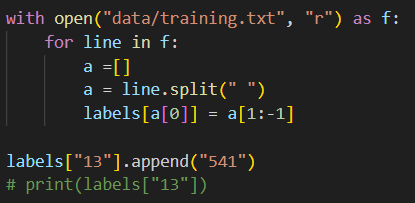 with open("data/training.txt", "r") as f:
    for line in f:
        a =[]
        a = line.split(" ")
        labels[a[0]] = a[1:-1]

labels["13"].append("541")
# print(labels["13"])